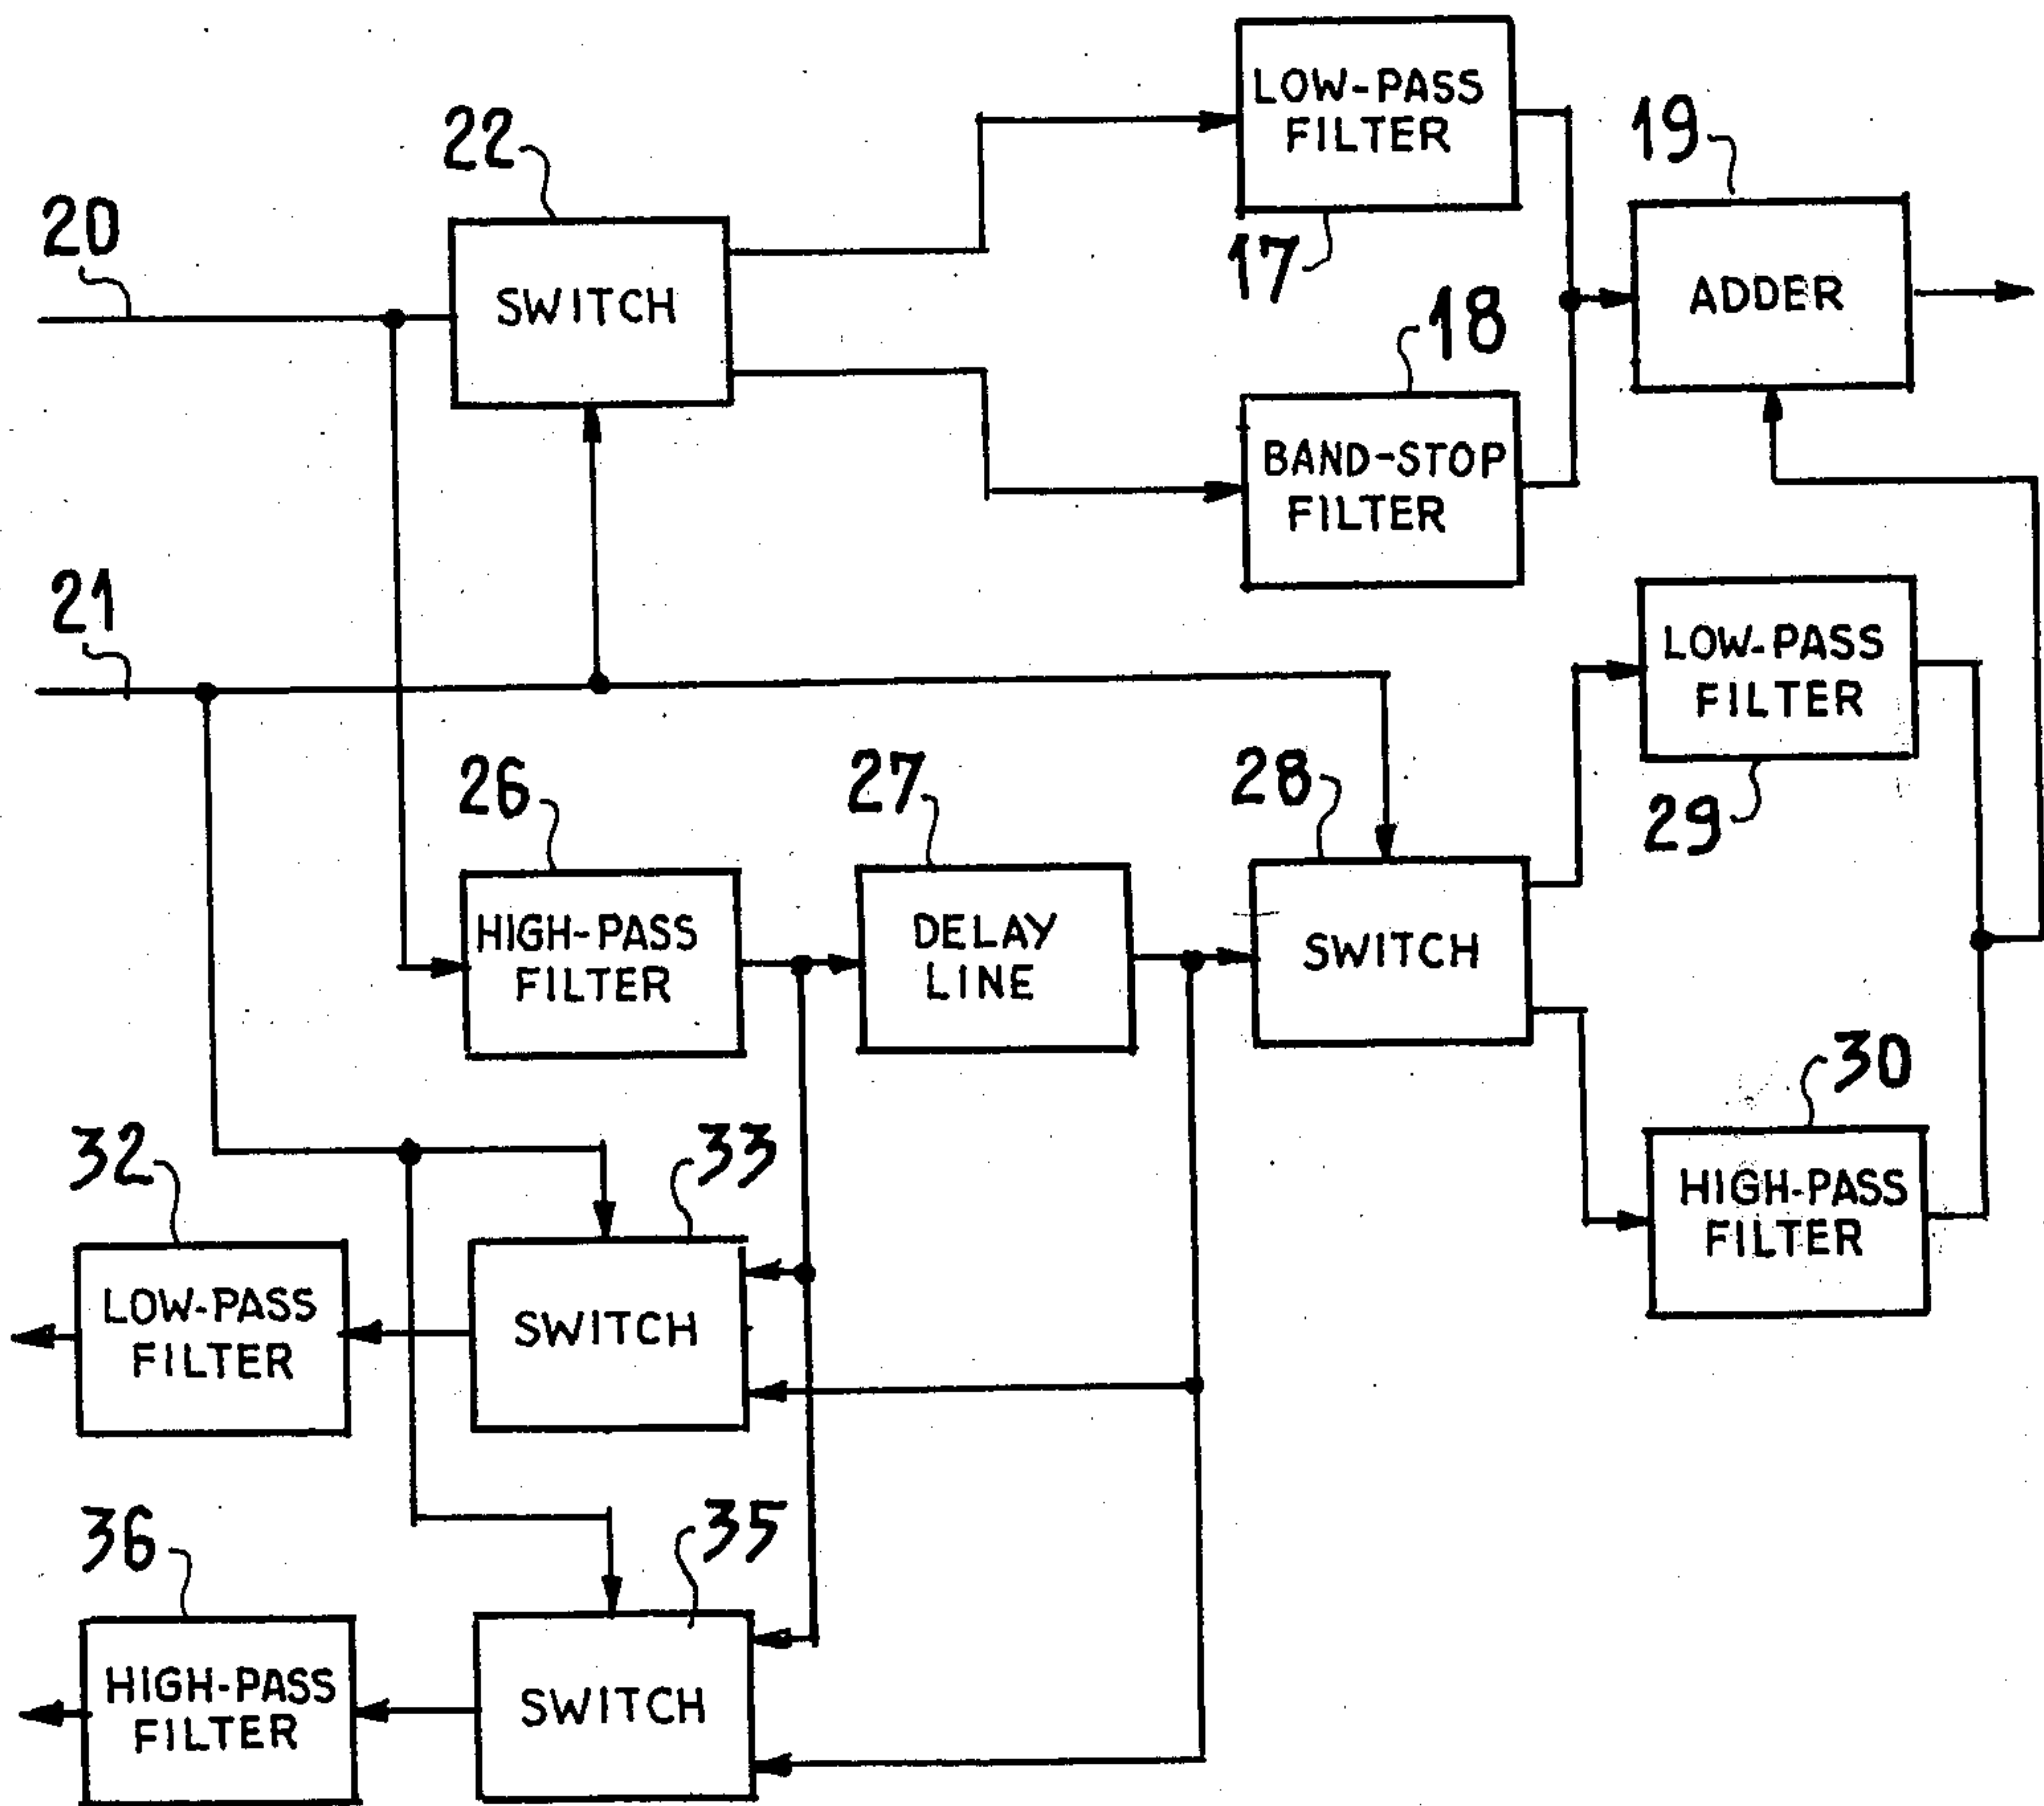 LOW-PASS
FILTER
17
19
22
20
SWITCH
ADDER
18
BAND-STOP
FILTER
21
LOW-PASS
FILTER
29
26
27
28
HIGH-PASS
FILTER
DELAY
LINE
SWITCH
30
HIGH-PASS
FILTER
32
33
LOW-PASS
FILTER
SWITCH
36
35
HIGH-PASS
FILTER
SWITCH